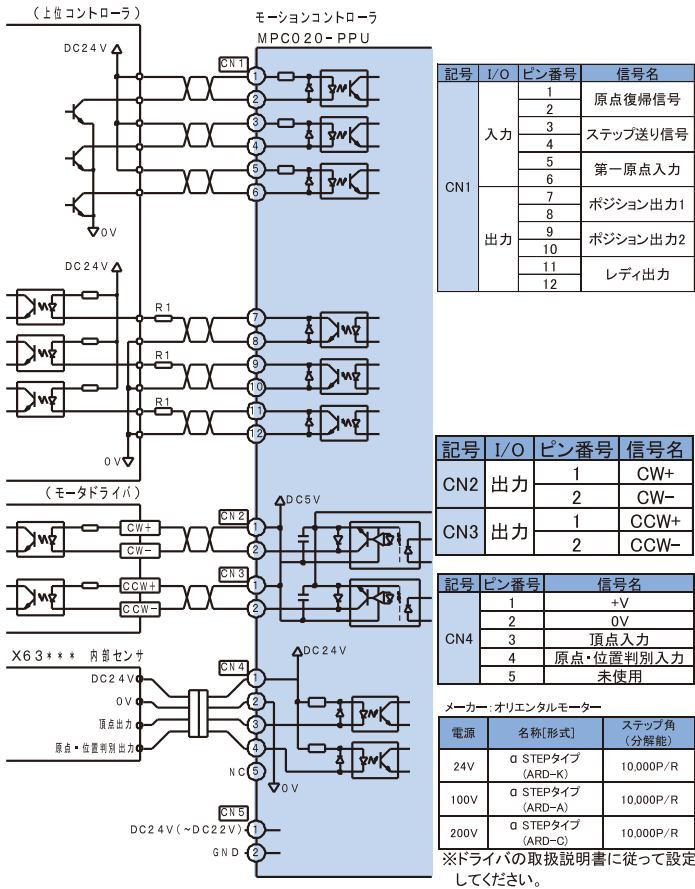 (上位コントローラ)
モーションコントローラ
MPC020-PPU
DC24V
CN1
1
2
3
4
5
6
0V
DC24V
R1
7
8
R1
9
10
R1
11
12
0V
(モータドライバ)
DC5V
CN2
CW+
1
CW-
2
CN3
CCW+
1
CCW-
2
X63*** 内部センサ
DC24V
CN4
DC24V
1
0V
2
頂点出力
3
原点・位置判別出力
4
NC
5
0V
CN5
DC24V(~DC22V)
1
GND
2
記号 I/O ピン番号 信号名
CN1 入力 1 原点復帰信号
2
3 ステップ送り信号
4
5 第一原点入力
6
出力 7 ポジション出力1
8
9 ポジション出力2
10
11 レディ出力
12
記号 I/O ピン番号 信号名
CN2 出力 1 CW+
2 CW-
CN3 出力 1 CCW+
2 CCW-
記号 ピン番号 信号名
CN4 1 +V
2 0V
3 頂点入力
4 原点・位置判別入力
5 未使用
メーカー:オリエンタルモーター
電源 名称[形式] ステップ角
(分解能)
24V α STEPタイプ
(ARD-K) 10,000P/R
100V α STEPタイプ
(ARD-A) 10,000P/R
200V α STEPタイプ
(ARD-C) 10,000P/R
※ドライバの取扱説明書に従って設定
してください。